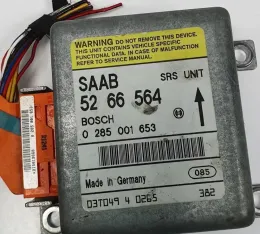 WARNING DO NOT REMOVE THIS DEVICE.
THIS UNIT CONTAINS VEHICLE SPECIFIC
FUNCTIONAL DATA. IN CASE OF MALFUNCTION
REFER TO SERVICE MANUAL.
SAAB SRS UNIT
52 66 564
BOSCH
0 285 001 653
Made in Germany 085
03T049 4 0265 382